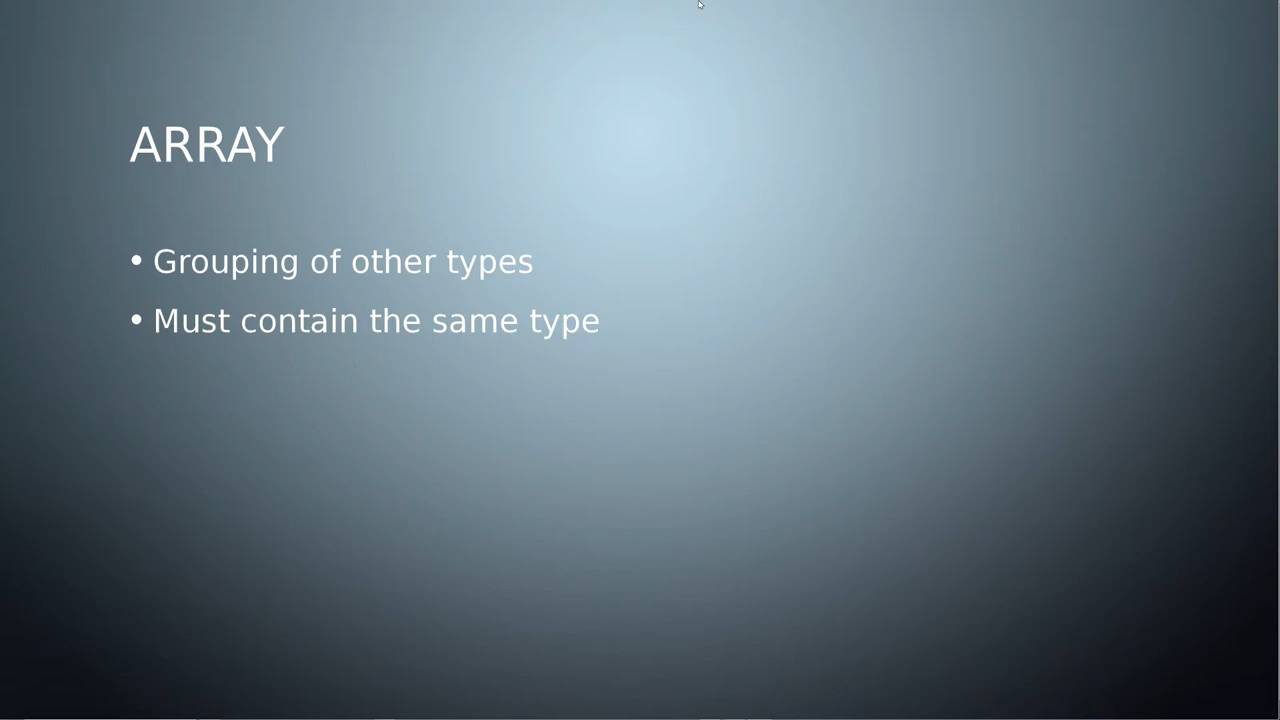 ARRAY
• Grouping of other types
• Must contain the same type